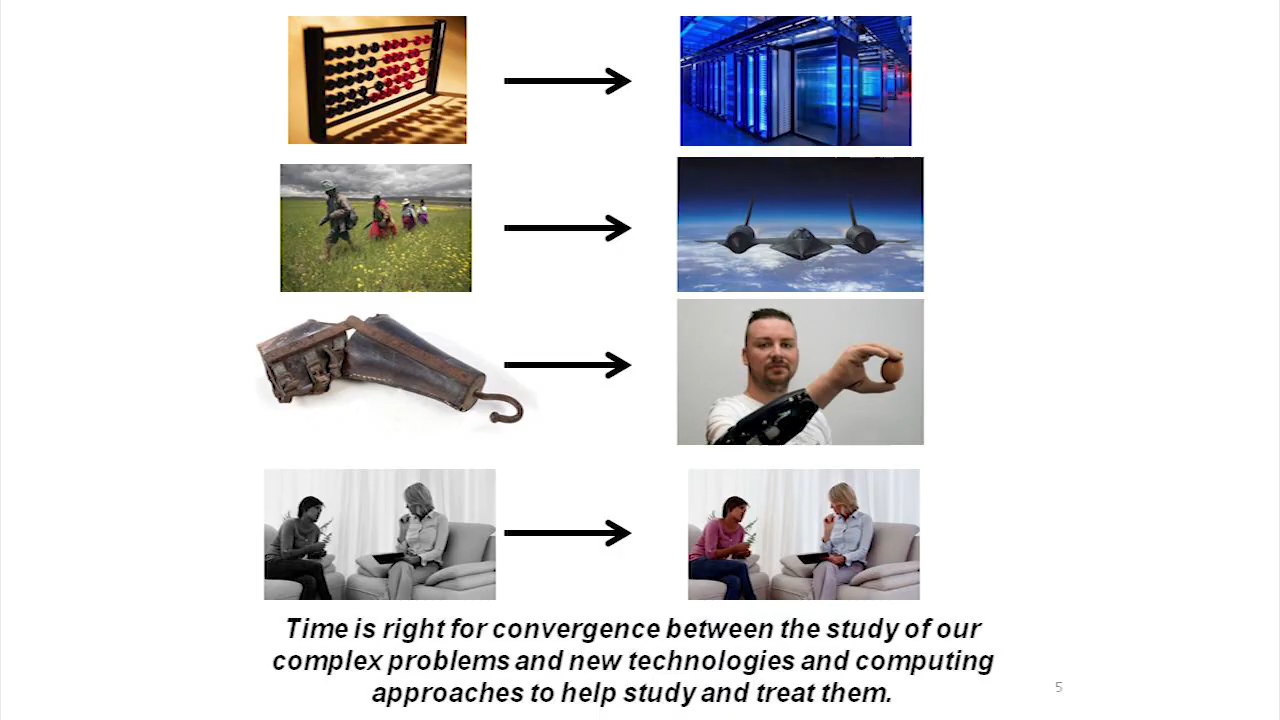 Time is right for convergence between the study of our
complex problems and new technologies and computing
approaches to help study and treat them.
5